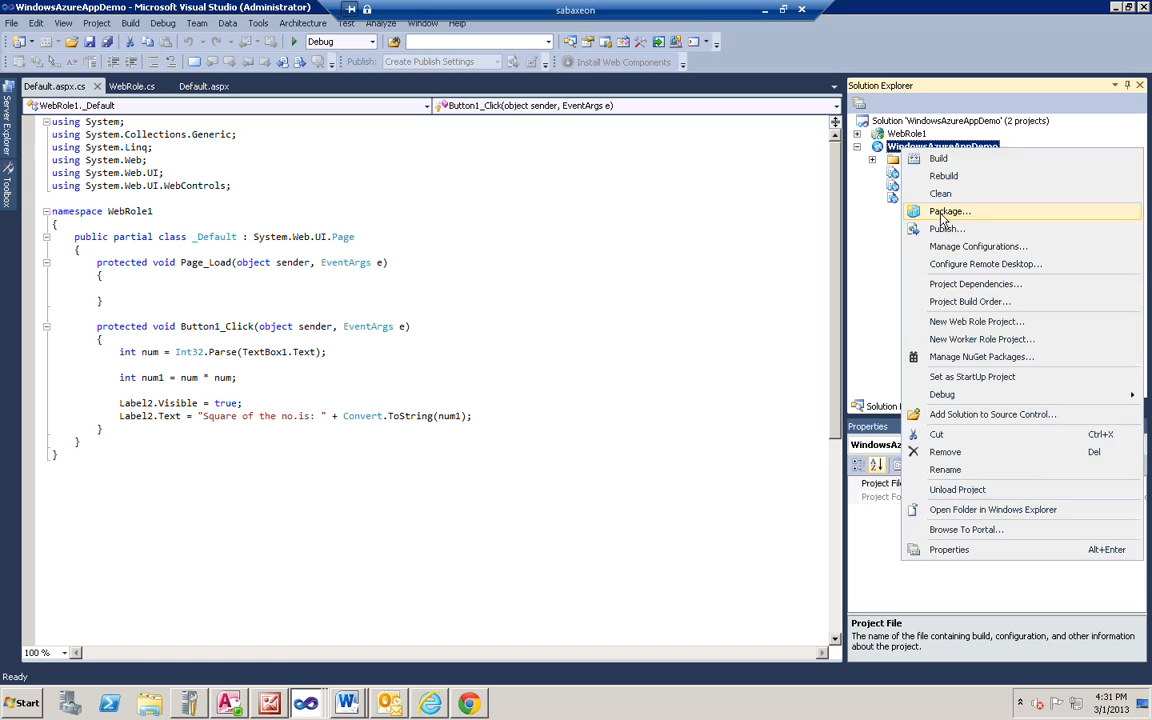 WindowsAzureAppDemo - Microsoft Visual Studio (Administrator)
sabaxeon
File Edit View Project Build Debug Team Data Tools Architecture Test Analyze Window Help
Debug
Publish: Create Publish Settings
Install Web Components
Server Explorer
Toolbox
Default.aspx.cs WebRole.cs Default.aspx
WebRole1._Default
Button1_Click(object sender, EventArgs e)
using System;
using System.Collections.Generic;
using System.Linq;
using System.Web;
using System.Web.UI;
using System.Web.UI.WebControls;
namespace WebRole1
{
public partial class _Default : System.Web.UI.Page
{
protected void Page_Load(object sender, EventArgs e)
{
}
protected void Button1_Click(object sender, EventArgs e)
{
int num = Int32.Parse(TextBox1.Text);
int num1 = num * num;
Label2.Visible = true;
Label2.Text = "Square of the no.is: " + Convert.ToString(num1);
}
}
}
100 %
Solution Explorer
Solution 'WindowsAzureAppDemo' (2 projects)
WebRole1
WindowsAzureAppDemo
Build
Rebuild
Clean
Package...
Publish...
Manage Configurations...
Configure Remote Desktop...
Project Dependencies...
Project Build Order...
New Web Role Project...
New Worker Role Project...
Manage NuGet Packages...
Set as StartUp Project
Debug
Add Solution to Source Control...
Cut Ctrl+X
Remove Del
Rename
Unload Project
Open Folder in Windows Explorer
Browse To Portal...
Properties Alt+Enter
Solution
Properties
WindowsAz
Project File
Project Fo
Project File
The name of the file containing build, configuration, and other information
about the project.
Ready
Start
4:31 PM
3/1/2013